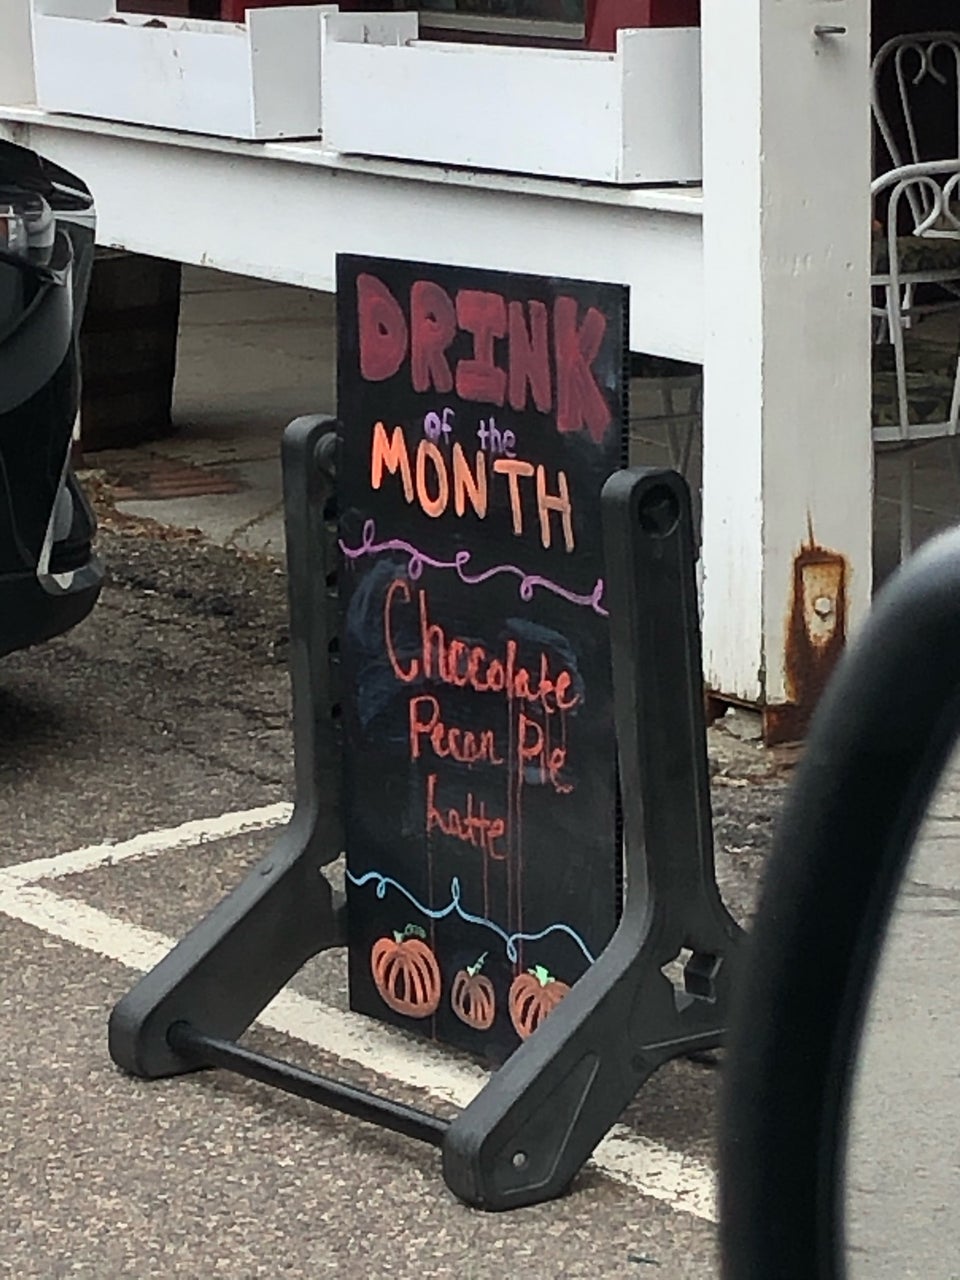 DRINK
of the
MONTH
Chocolate
Pecan Pie
Latte